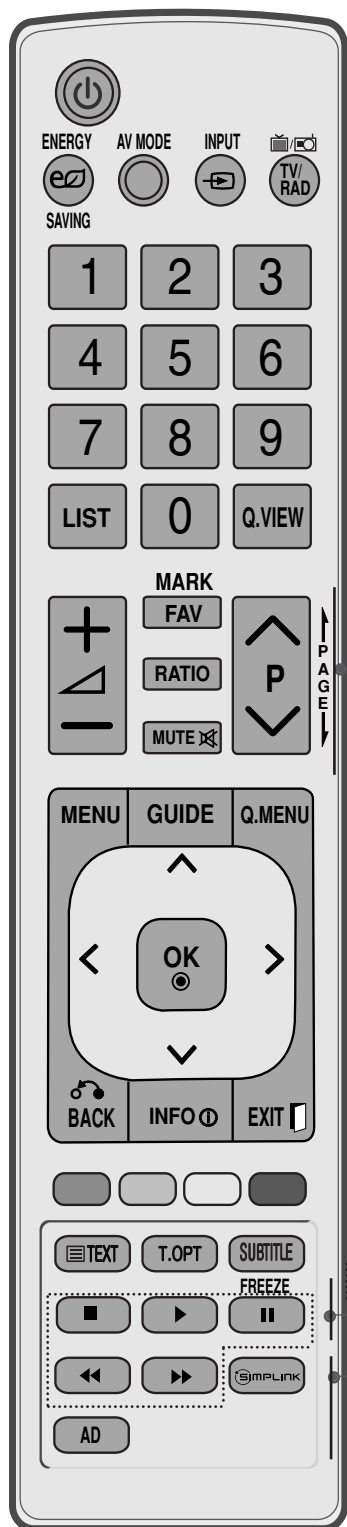 ENERGY AV MODE INPUT
TV/
RAD
SAVING
1 2 3
4 5 6
7 8 9
LIST 0 Q.VIEW
MARK
FAV
RATIO
MUTE
P
PAGE
MENU GUIDE Q.MENU
OK
BACK INFO EXIT
TEXT T.OPT SUBTITLE
FREEZE
SIMPLINK
AD